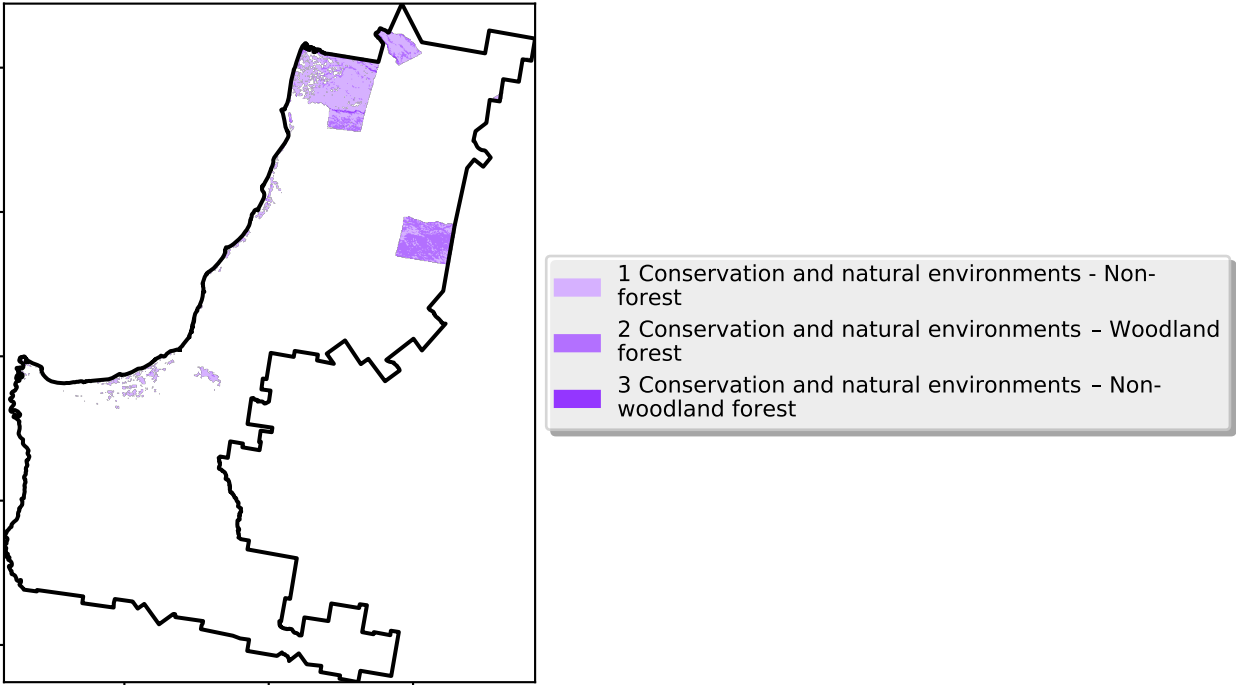 1 Conservation and natural environments - Non-
forest
2 Conservation and natural environments – Woodland
forest
3 Conservation and natural environments – Non-
woodland forest